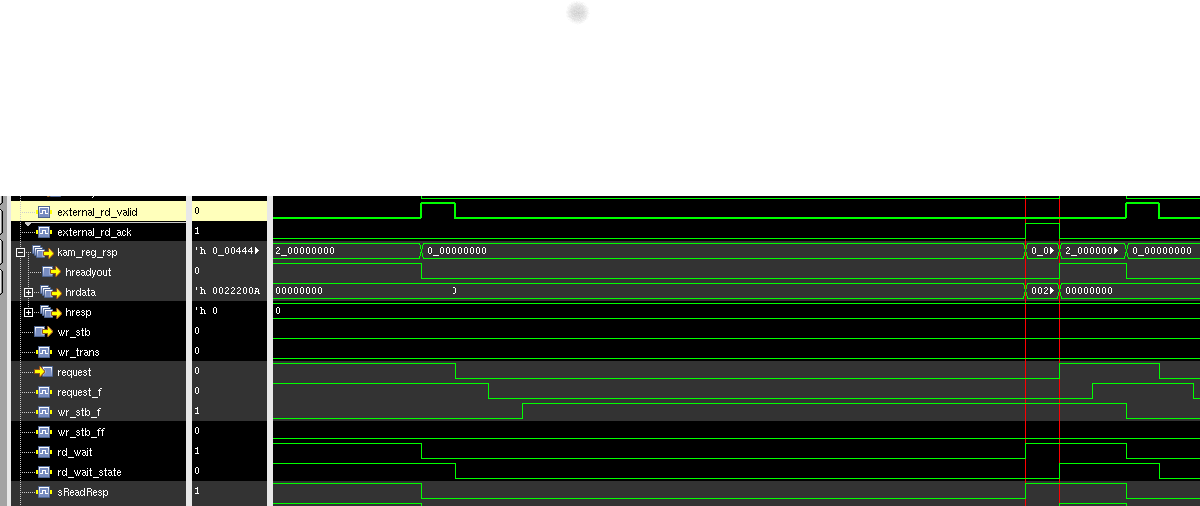 external_rd_valid 0
external_rd_ack 1
kam_reg_rsp 'h 0_00444 2_00000000 0_00000000 0_0 2_000000 0_00000000
hreadyout 0
hrdata 'h 0022200A 00000000 002 00000000
hresp 'h 0 0
wr_stb 0
wr_trans 0
request 0
request_f 0
wr_stb_f 1
wr_stb_ff 0
rd_wait 1
rd_wait_state 0
sReadResp 1